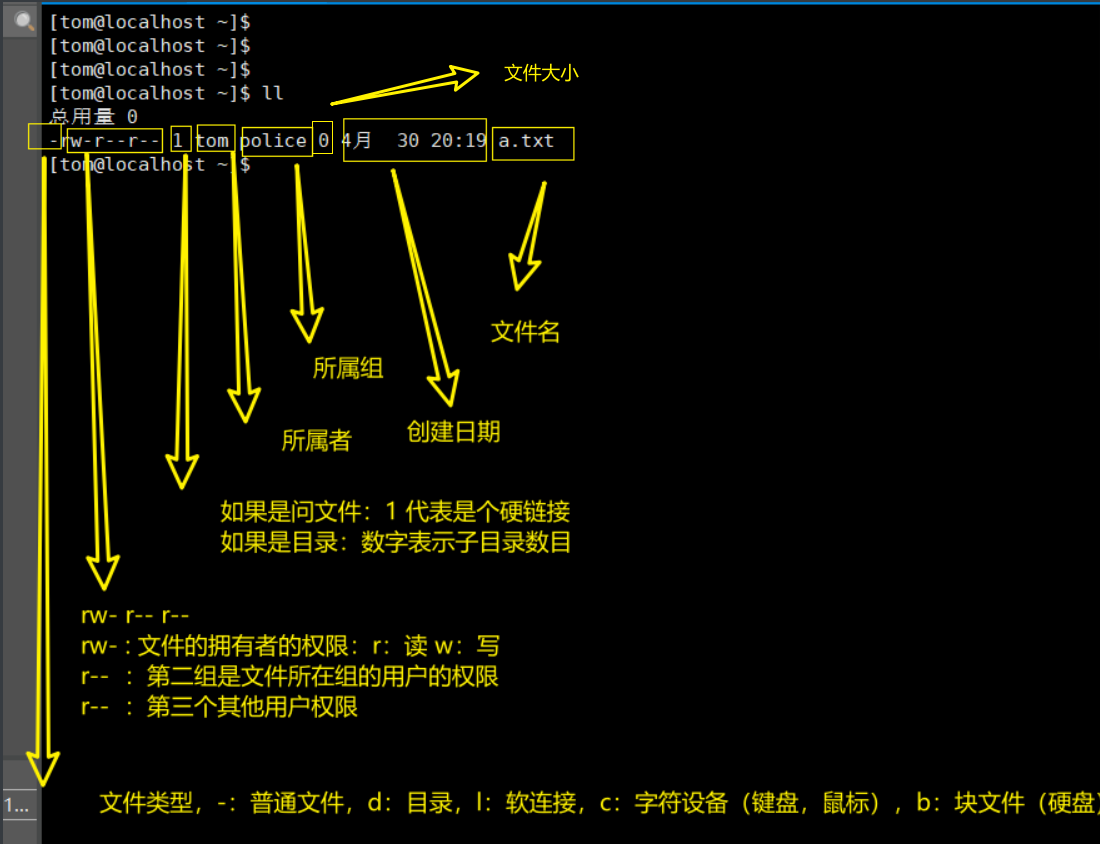 [tom@localhost ~]$
[tom@localhost ~]$
[tom@localhost ~]$
[tom@localhost ~]$ ll
文件大小
总用量 0
-rw-r--r-- 1 tom police 0 4月  30 20:19 a.txt
[tom@localhost ~]$
文件名
所属组
创建日期
所属者
如果是问文件：1 代表是个硬链接
如果是目录：数字表示子目录数目
rw- r-- r--
rw- : 文件的拥有者的权限：r：读 w：写
r-- ：第二组是文件所在组的用户的权限
r-- ：第三个其他用户权限
1...
文件类型，-：普通文件，d：目录，l：软连接，c：字符设备（键盘，鼠标），b：块文件（硬盘）